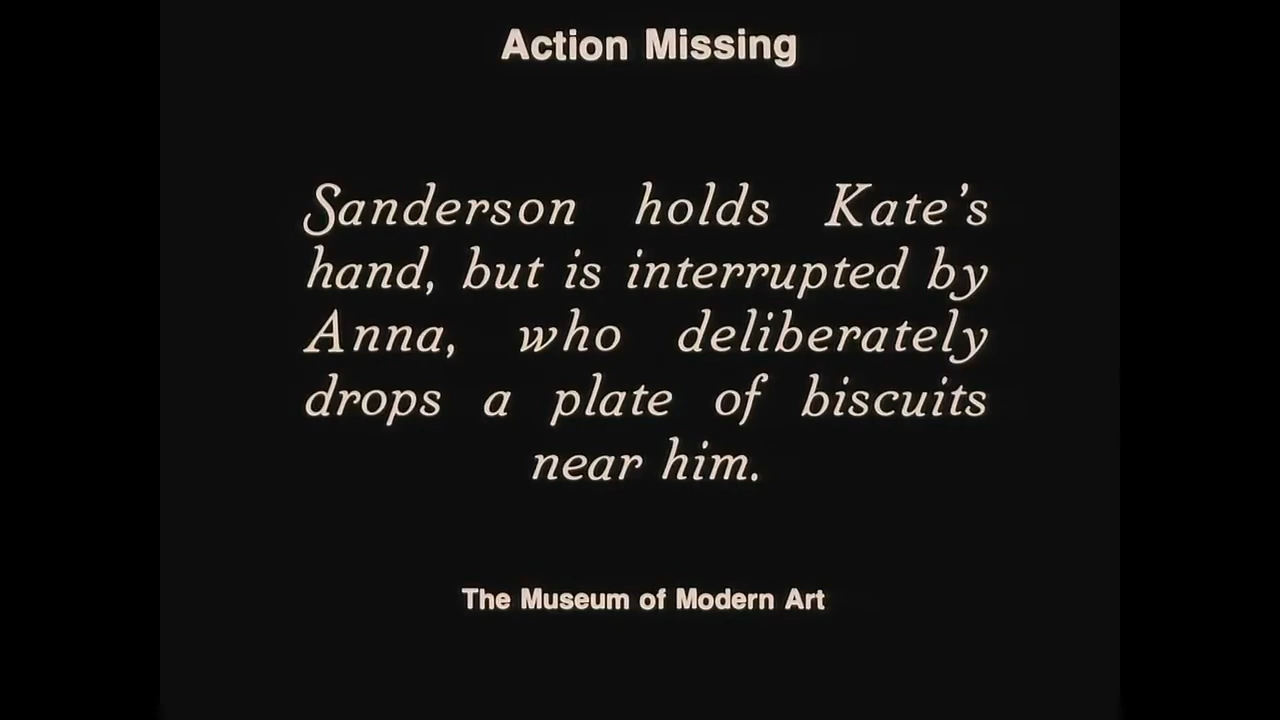 Action Missing
Sanderson holds Kate's
hand, but is interrupted by
Anna, who deliberately
drops a plate of biscuits
near him.
The Museum of Modern Art